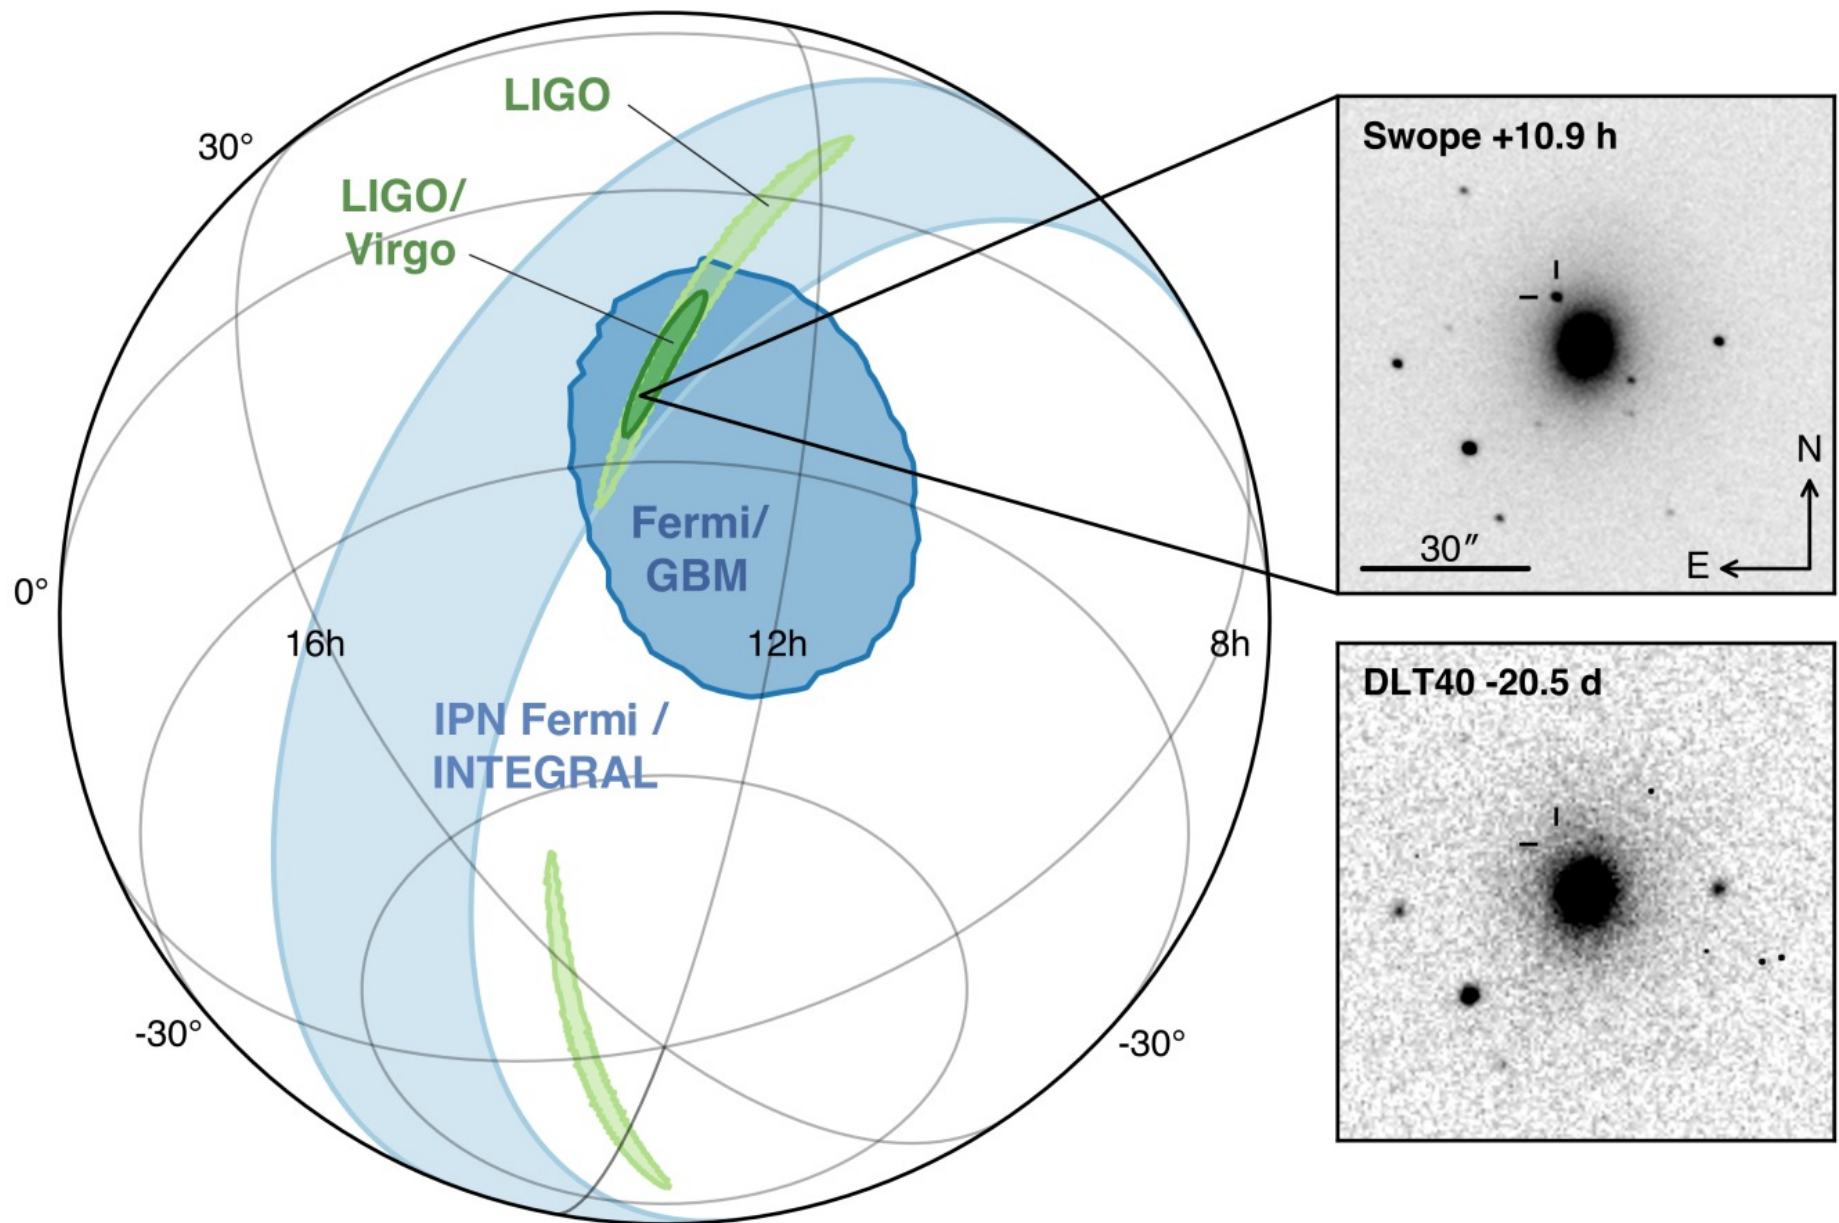 LIGO
30°
LIGO/
Virgo
Fermi/
GBM
0°
16h
12h
8h
IPN Fermi /
INTEGRAL
-30°
-30°
Swope +10.9 h
N
30″
E
DLT40 -20.5 d